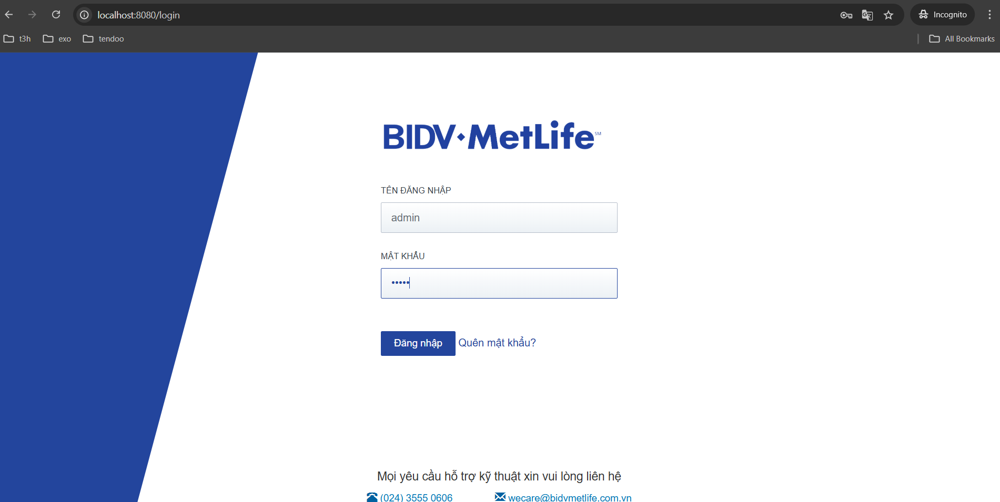 localhost:8080/login
Incognito
t3h
exo
tendoo
All Bookmarks
BIDV MetLife SM
TÊN ĐĂNG NHẬP
admin
MẬT KHẨU
•••••
Đăng nhập Quên mật khẩu?
Mọi yêu cầu hỗ trợ kỹ thuật xin vui lòng liên hệ
(024) 3555 0606
wecare@bidvmetlife.com.vn